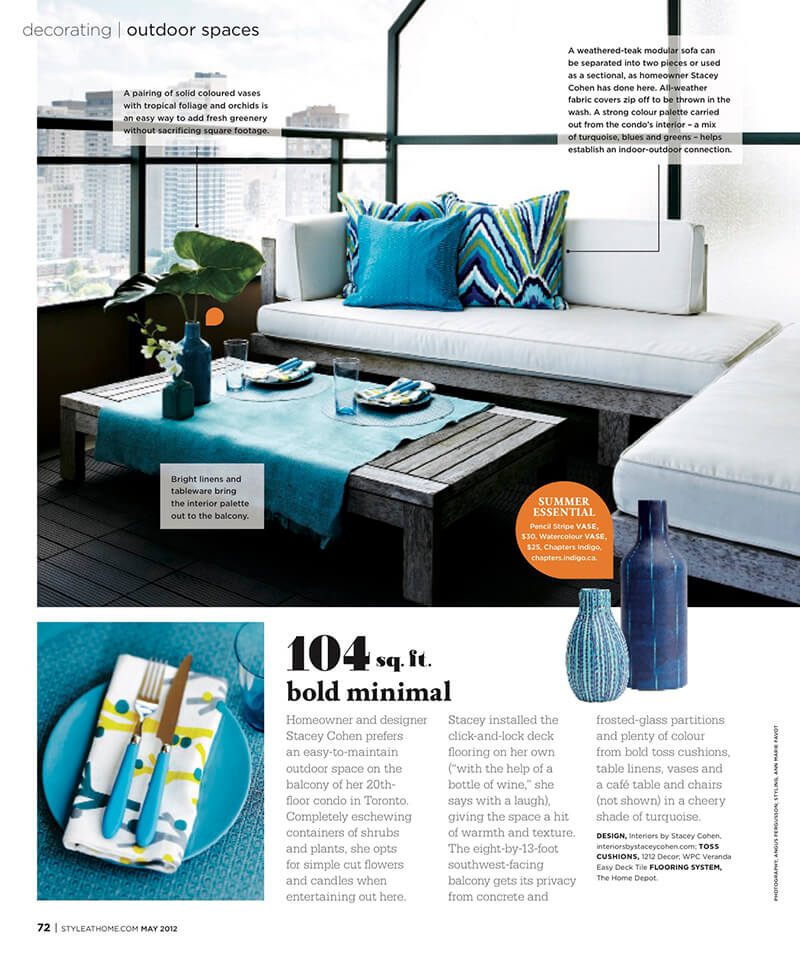 decorating | outdoor spaces
A pairing of solid coloured vases
with tropical foliage and orchids is
an easy way to add fresh greenery
without sacrificing square footage.
A weathered-teak modular sofa can
be separated into two pieces or used
as a sectional, as homeowner Stacey
Cohen has done here. All-weather
fabric covers zip off to be thrown in the
wash. A strong colour palette carried
out from the condo's interior – a mix
of turquoise, blues and greens – helps
establish an indoor-outdoor connection.
Bright linens and
tableware bring
the interior palette
out to the balcony.
SUMMER
ESSENTIAL
Pencil Stripe VASE,
$30, Watercolour VASE,
$25, Chapters Indigo,
chapters.indigo.ca.
104 sq. ft.
bold minimal
Homeowner and designer
Stacey Cohen prefers
an easy-to-maintain
outdoor space on the
balcony of her 20th-
floor condo in Toronto.
Completely eschewing
containers of shrubs
and plants, she opts
for simple cut flowers
and candles when
entertaining out here.
Stacey installed the
click-and-lock deck
flooring on her own
("with the help of a
bottle of wine," she
says with a laugh),
giving the space a hit
of warmth and texture.
The eight-by-13-foot
southwest-facing
balcony gets its privacy
from concrete and
frosted-glass partitions
and plenty of colour
from bold toss cushions,
table linens, vases and
a café table and chairs
(not shown) in a cheery
shade of turquoise.
DESIGN, Interiors by Stacey Cohen,
interiorsbystaceycohen.com; TOSS
CUSHIONS, 1212 Decor; WPC Veranda
Easy Deck Tile FLOORING SYSTEM,
The Home Depot.
PHOTOGRAPHY, ANGUS FERGUSSON; STYLING, ANN MARIE FAVOT
72 | STYLEATHOME.COM MAY 2012